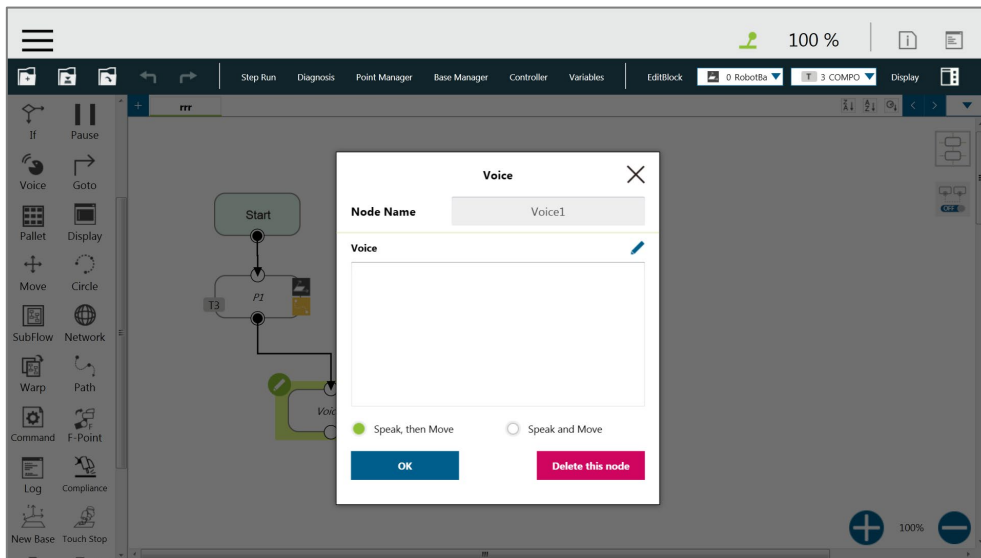 100 %
Step Run Diagnosis Point Manager Base Manager Controller Variables EditBlock 0 RobotBa T 3 COMPO Display
rrr
If Pause
Voice Goto
Pallet Display
Move Circle
SubFlow Network
Warp Path
Command F-Point
Log Compliance
New Base Touch Stop
OFF
Start
T3 P1
Voic
Voice
Node Name Voice1
Voice
Speak, then Move Speak and Move
OK Delete this node
100%